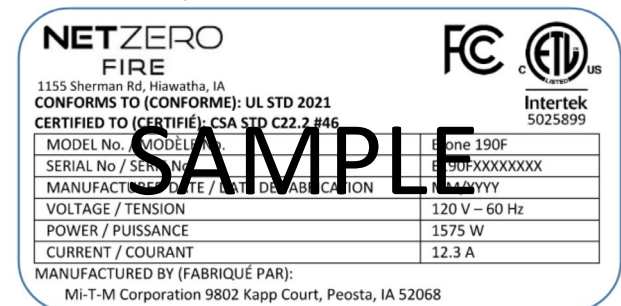 NETZERO
FIRE
1155 Sherman Rd, Hiawatha, IA
CONFORMS TO (CONFORME): UL STD 2021
CERTIFIED TO (CERTIFIÉ): CSA STD C22.2 #46
FC
C ETL US
LISTED
Intertek
5025899
SAMPLE
MODEL No. / MODÈLE No. 190F
SERIAL No / No
MANUFACTURED DATE / DATE DE FABRICATION MM/YYYY
VOLTAGE / TENSION 120 V – 60 Hz
POWER / PUISSANCE 1575 W
CURRENT / COURANT 12.3 A
MANUFACTURED BY (FABRIQUÉ PAR):
Mi-T-M Corporation 9802 Kapp Court, Peosta, IA 52068